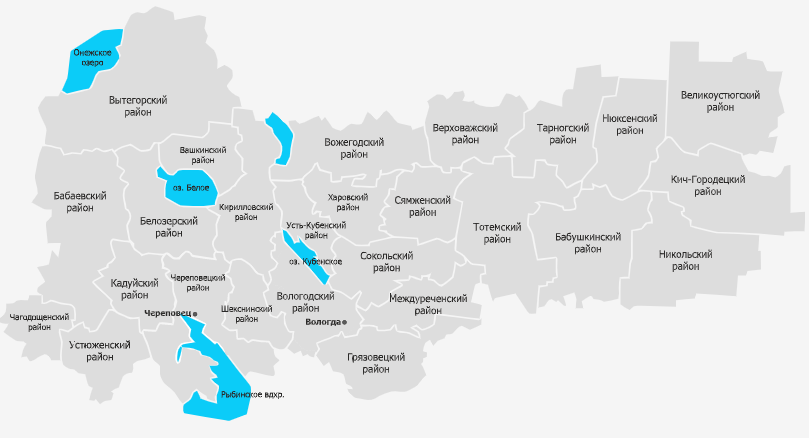 Онежское
озеро
Вытегорский
район
Великоустюгский
район
Нюксенский
район
Верховажский
район
Тарногский
район
Вожегодский
район
Вашкинский
район
оз. Белое
Бабаевский
район
Кич-Городецкий
район
Харовский
район
Сямженский
район
Кирилловский
район
Белозерский
район
Усть-Кубенский
район
Тотемский
район
Бабушкинский
район
Никольский
район
оз. Кубенское
Сокольский
район
Череповецкий
район
Кадуйский
район
Вологодский
район
Междуреченский
район
Шекснинский
район
Череповец
Чагодощенский
район
Вологда
Устюженский
район
Грязовецкий
район
Рыбинское вдхр.